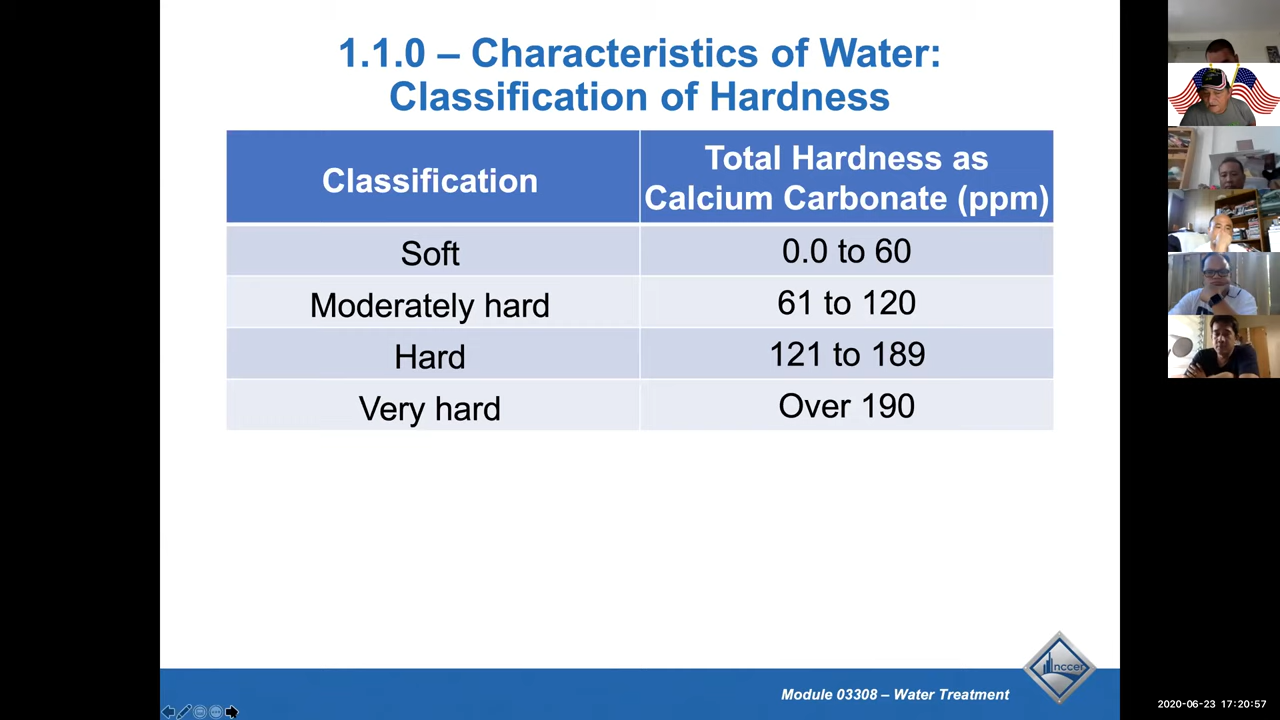 1.1.0 – Characteristics of Water:
Classification of Hardness
Classification
Total Hardness as
Calcium Carbonate (ppm)
Soft
0.0 to 60
Moderately hard
61 to 120
Hard
121 to 189
Very hard
Over 190
nccer
Module 03308 – Water Treatment
2020-06-23 17:20:57